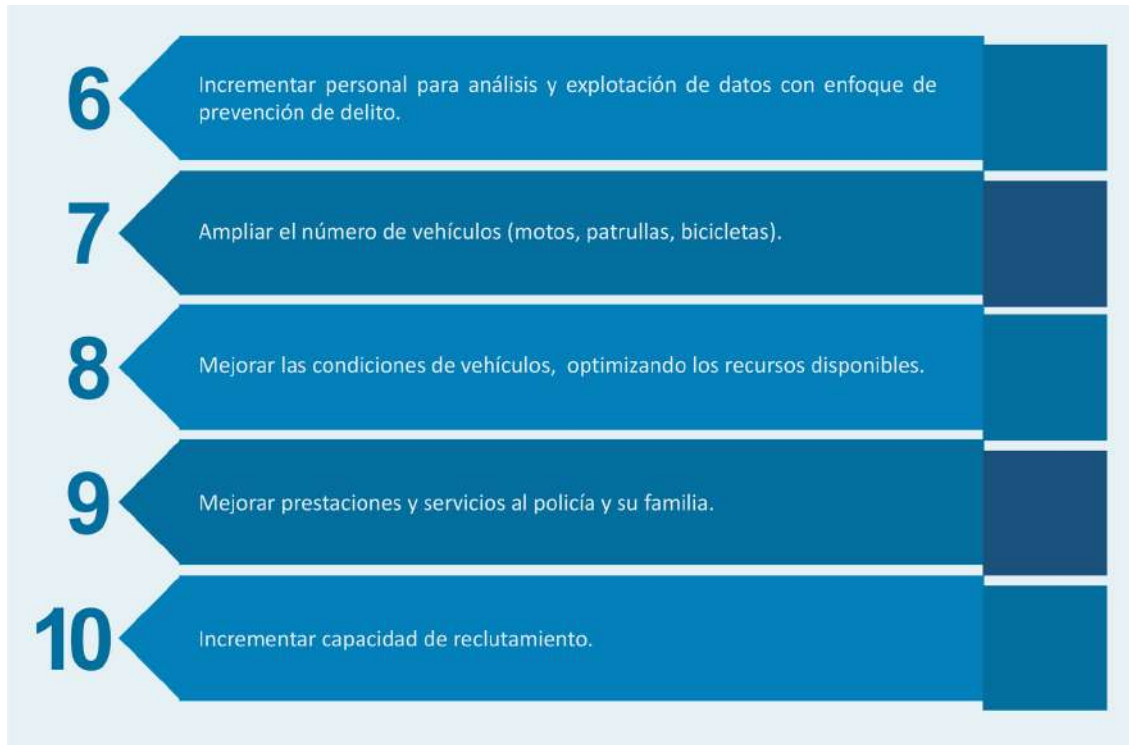 6
Incrementar personal para análisis y explotación de datos con enfoque de
prevención de delito.
7
Ampliar el número de vehículos (motos, patrullas, bicicletas).
8
Mejorar las condiciones de vehículos, optimizando los recursos disponibles.
9
Mejorar prestaciones y servicios al policía y su familia.
10
Incrementar capacidad de reclutamiento.